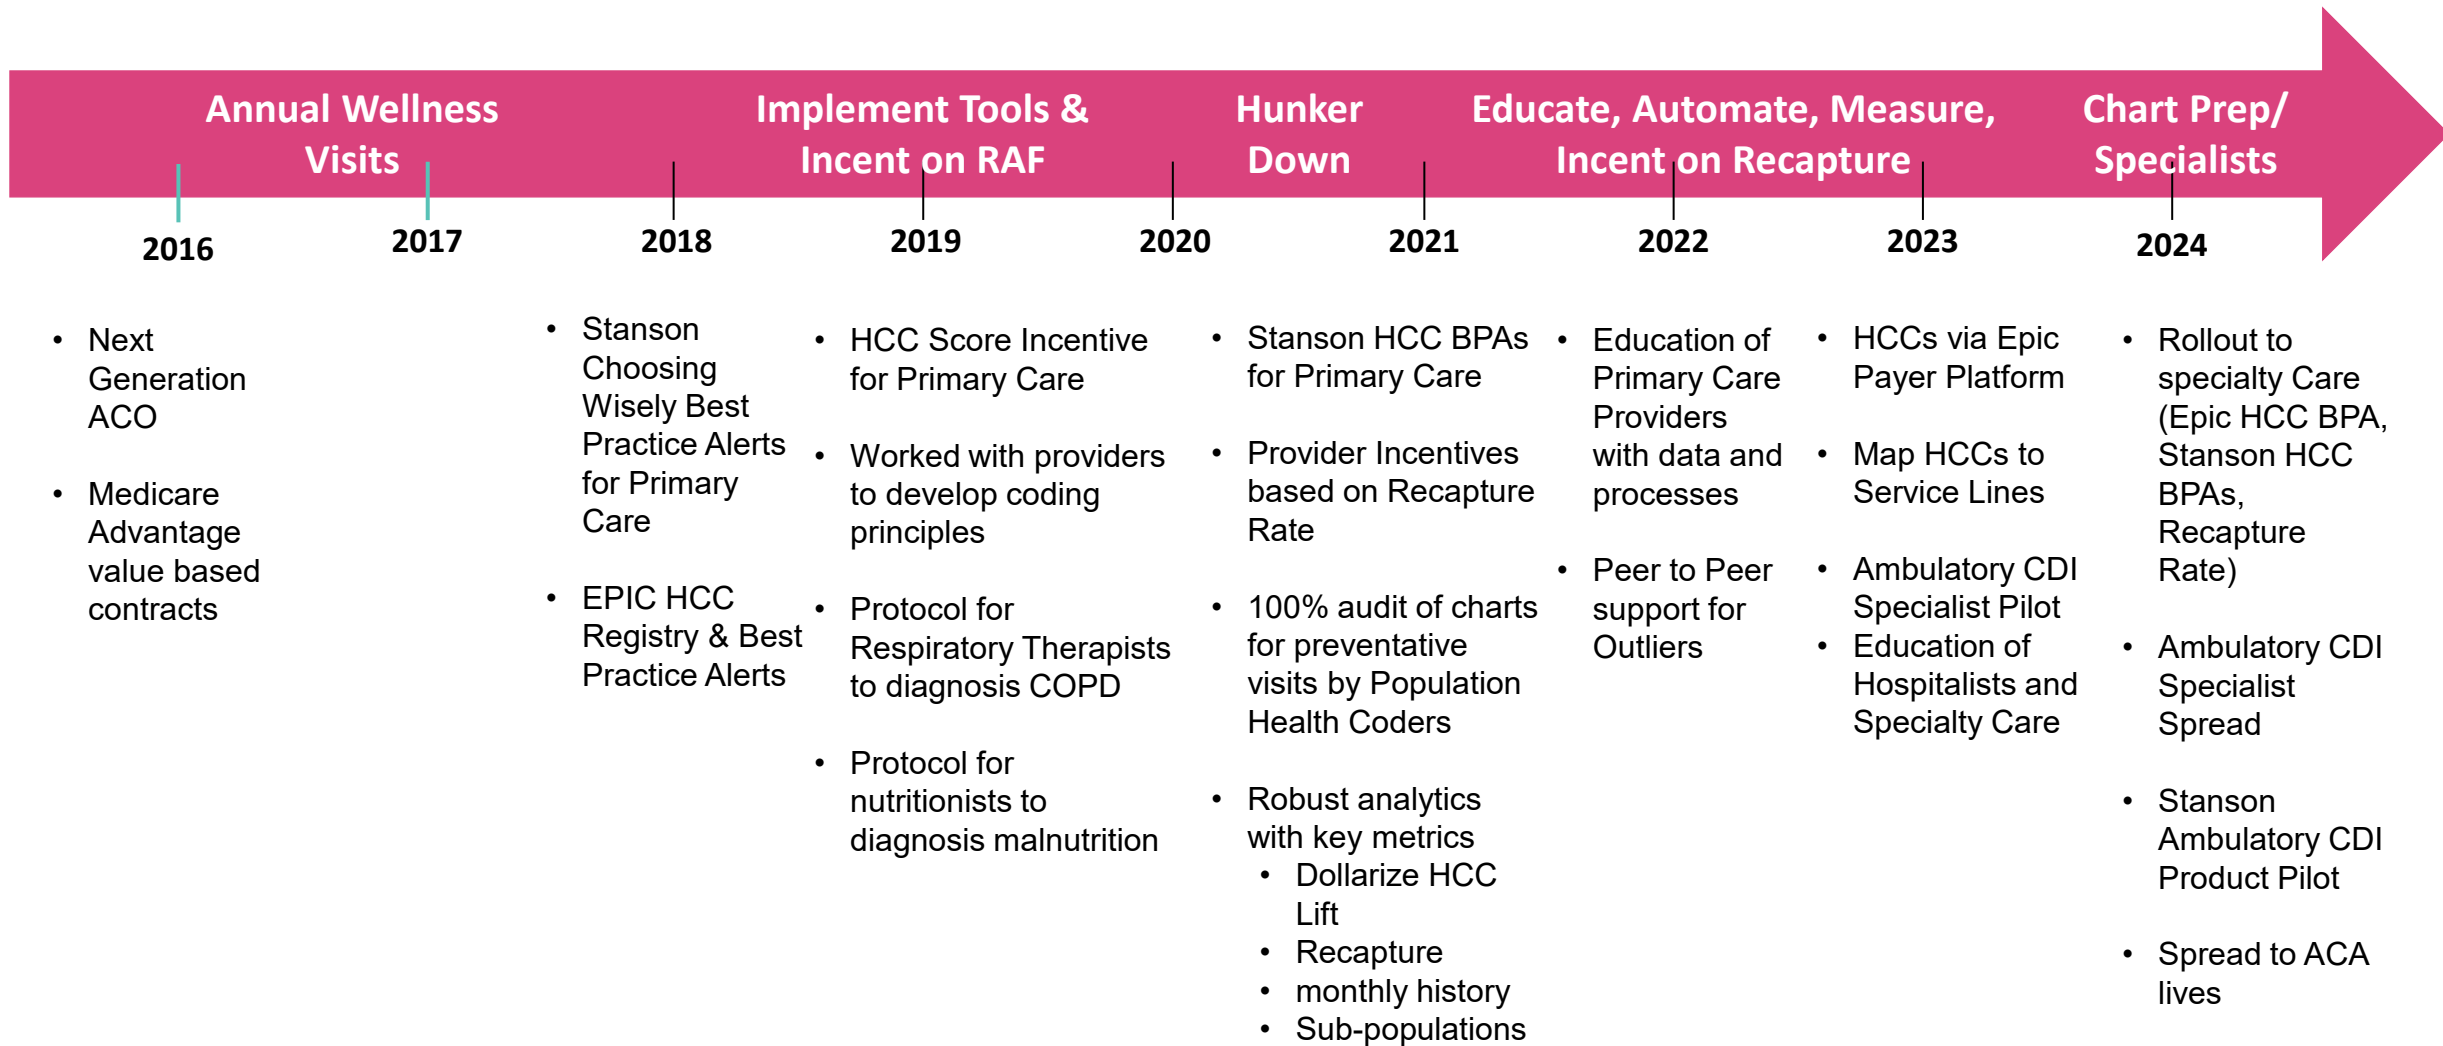 Annual Wellness
Visits
Implement Tools &
Incent on RAF
Hunker
Down
Educate, Automate, Measure,
Incent on Recapture
Chart Prep/
Specialists
2016
2017
2018
2019
2020
2021
2022
2023
2024
• Next
Generation
ACO
• Medicare
Advantage
value based
contracts
• Stanson
Choosing
Wisely Best
Practice Alerts
for Primary
Care
• EPIC HCC
Registry & Best
Practice Alerts
• HCC Score Incentive
for Primary Care
• Worked with providers
to develop coding
principles
• Protocol for
Respiratory Therapists
to diagnosis COPD
• Protocol for
nutritionists to
diagnosis malnutrition
• Stanson HCC BPAs
for Primary Care
• Provider Incentives
based on Recapture
Rate
• 100% audit of charts
for preventative
visits by Population
Health Coders
• Robust analytics
with key metrics
• Dollarize HCC
Lift
• Recapture
• monthly history
• Sub-populations
• Education of
Primary Care
Providers
with data and
processes
• Peer to Peer
support for
Outliers
• HCCs via Epic
Payer Platform
• Map HCCs to
Service Lines
• Ambulatory CDI
Specialist Pilot
• Education of
Hospitalists and
Specialty Care
• Rollout to
specialty Care
(Epic HCC BPA,
Stanson HCC
BPAs,
Recapture
Rate)
• Ambulatory CDI
Specialist
Spread
• Stanson
Ambulatory CDI
Product Pilot
• Spread to ACA
lives